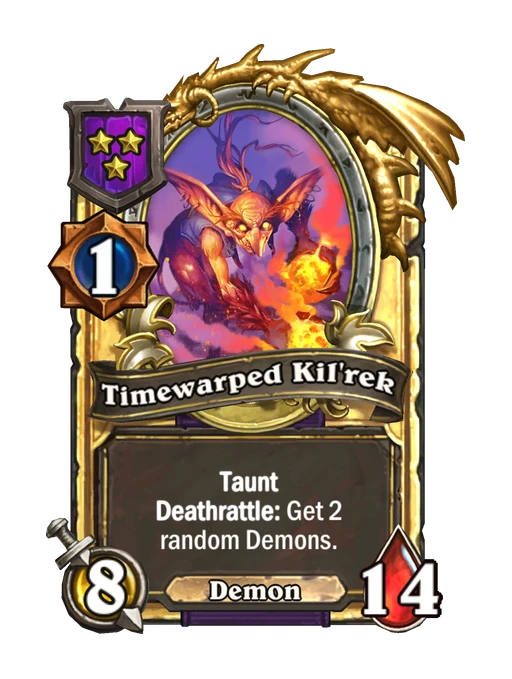 1
Timewarped Kil'rek
Taunt
Deathrattle: Get 2
random Demons.
8
Demon
14